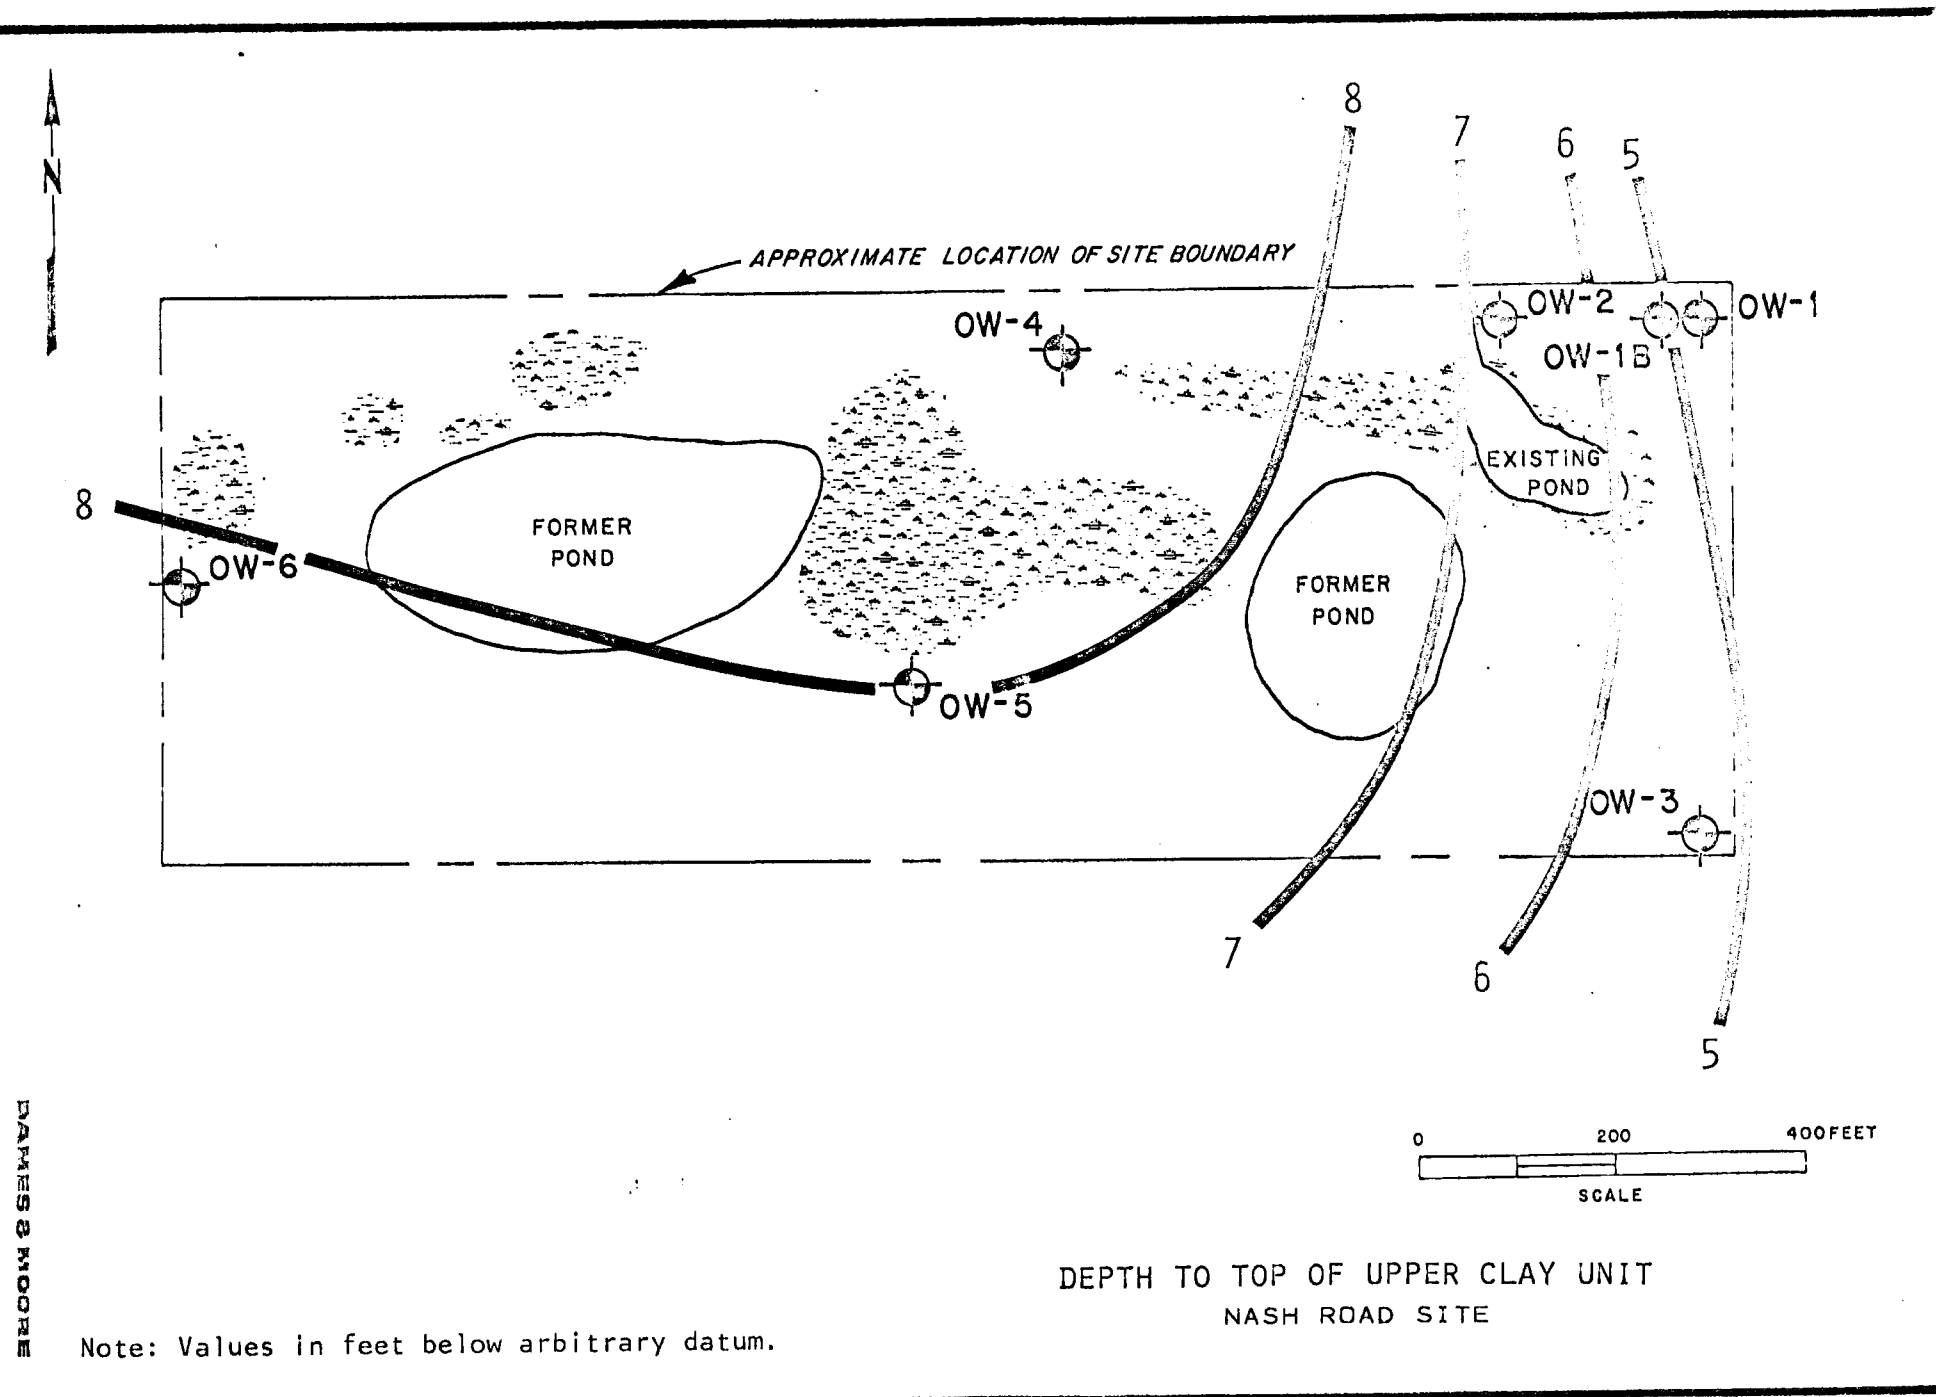 8
7
6
5
N
APPROXIMATE LOCATION OF SITE BOUNDARY
OW-4
OW-2
OW-1
OW-1B
EXISTING
POND
8
FORMER
POND
OW-6
FORMER
POND
OW-5
OW-3
7
6
5
0 200 400 FEET
SCALE
DEPTH TO TOP OF UPPER CLAY UNIT
NASH ROAD SITE
Note: Values in feet below arbitrary datum.
DAMES & MOORE